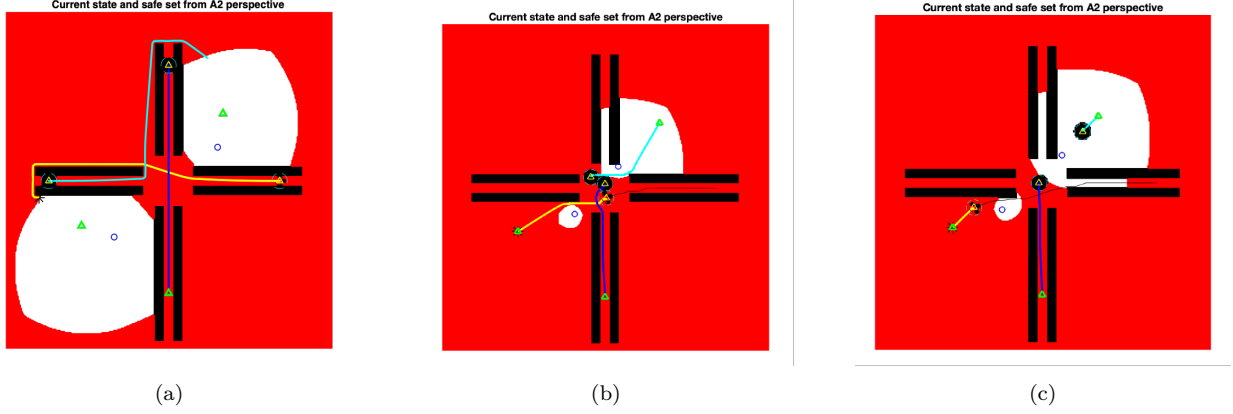 Current state and safe set from A2 perspective
Current state and safe set from A2 perspective
Current state and safe set from A2 perspective
(a)
(b)
(c)